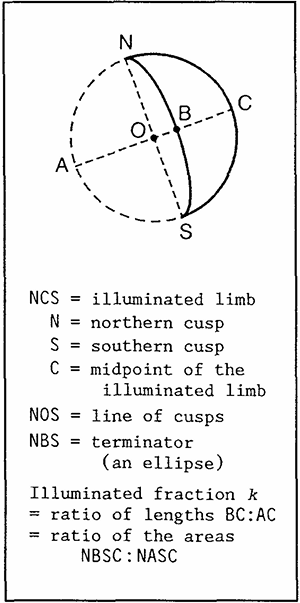 N
C
B
O
A
S
NCS = illuminated limb
N = northern cusp
S = southern cusp
C = midpoint of the
illuminated limb
NOS = line of cusps
NBS = terminator
(an ellipse)
Illuminated fraction k
= ratio of lengths BC:AC
= ratio of the areas
NBSC:NASC